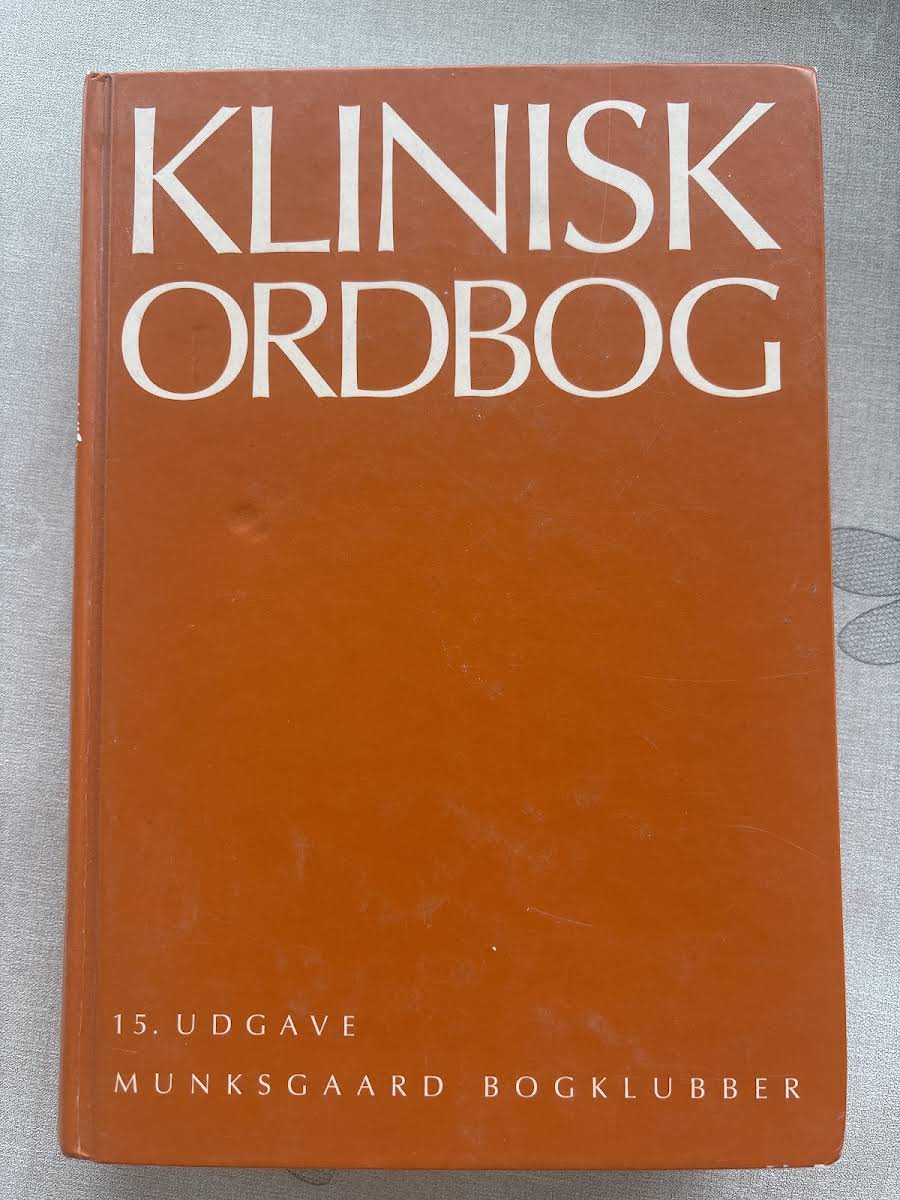 KLINISK
ORDBOG
15. UDGAVE
MUNKSGAARD BOGKLUBBER